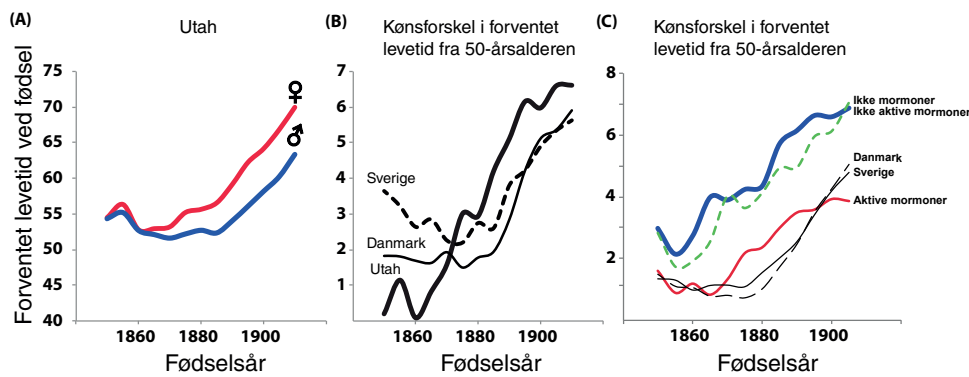 (A)
Utah
Forventet levetid ved fødsel
75
70
65
60
55
50
45
40
♀
♂
1860
1880
1900
Fødselsår
(B)
Kønsforskel i forventet
levetid fra 50-årsalderen
7
6
5
4
3
2
1
Sverige
Danmark
Utah
1860
1880
1900
Fødselsår
(C)
Kønsforskel i forventet
levetid fra 50-årsalderen
8
6
4
2
Ikke mormoner
Ikke aktive mormoner
Danmark
Sverige
Aktive mormoner
1860
1880
1900
Fødselsår